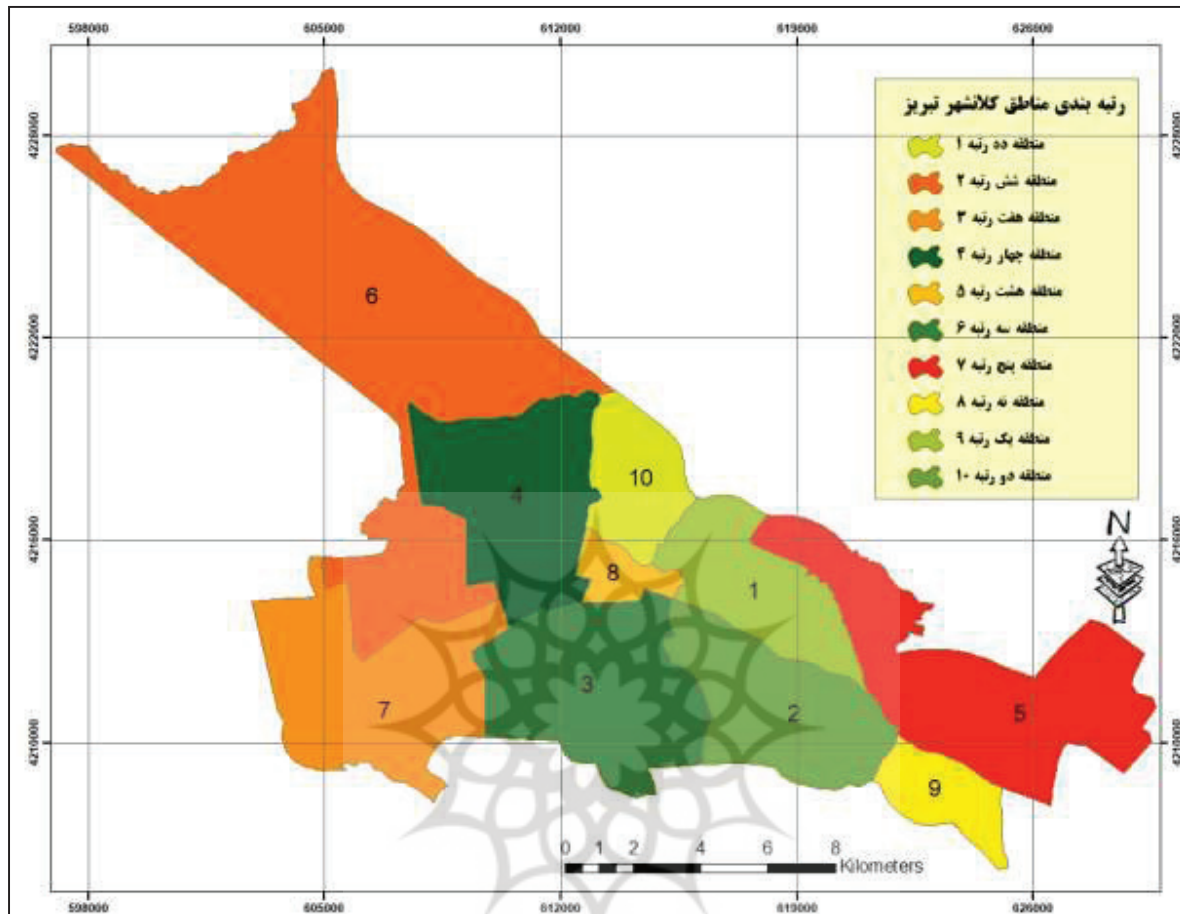 598000 605000 612000 619000 626000
رتبه بندی مناطق کلانشهر تبریز
منطقه ده رتبه ۱
منطقه شش رتبه ۲
منطقه هفت رتبه ۳
منطقه چهار رتبه ۴
منطقه هشت رتبه ۵
منطقه سه رتبه ۶
منطقه پنج رتبه ۷
منطقه نه رتبه ۸
منطقه یک رتبه ۹
منطقه دو رتبه ۱۰
4222000 4222000
4216000 4216000
4210000 4210000
6
4
10
8
1
3
7
2
5
9
N
0 1 2 4 6 8
Kilometers
598000 605000 612000 619000 626000